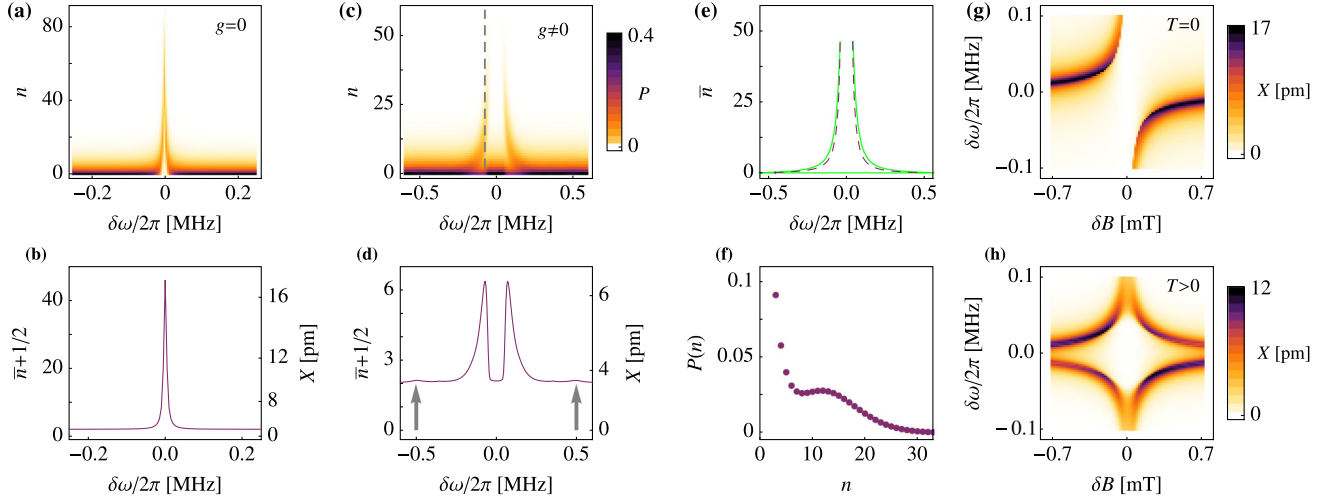 (a)
g=0
n
80
40
0
−0.2
0
0.2
δω/2π [MHz]
(c)
g≠0
n
50
25
0
−0.5
0.0
0.5
δω/2π [MHz]
0.4
P
0
(e)
n̅
50
25
0
−0.5
0.0
0.5
δω/2π [MHz]
(g)
T=0
δω/2π [MHz]
0.1
0.0
−0.1
−0.7
0
0.7
δB [mT]
17
X [pm]
0
(b)
n̅+1/2
40
20
0
16
12
8
0
X [pm]
−0.2
0.0
0.2
δω/2π [MHz]
(d)
n̅+1/2
6
4
2
0
6
4
0
X [pm]
−0.5
0.0
0.5
δω/2π [MHz]
(f)
P(n)
0.1
0.05
0
0
10
20
30
n
(h)
T>0
δω/2π [MHz]
0.1
0.0
−0.1
−0.7
0
0.7
δB [mT]
12
X [pm]
0